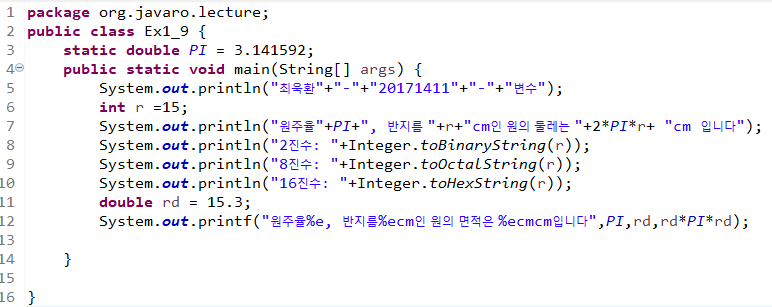 1 package org.javaro.lecture;
2 public class Ex1_9 {
3 static double PI = 3.141592;
4 public static void main(String[] args) {
5 System.out.println("최욱환"+"-"+"20171411"+"-"+"변수");
6 int r =15;
7 System.out.println("원주율"+PI+", 반지름 "+r+"cm인 원의 둘레는 "+2*PI*r+ "cm 입니다");
8 System.out.println("2진수: "+Integer.toBinaryString(r));
9 System.out.println("8진수: "+Integer.toOctalString(r));
10 System.out.println("16진수: "+Integer.toHexString(r));
11 double rd = 15.3;
12 System.out.printf("원주율%e, 반지름%ecm인 원의 면적은 %ecmcm입니다",PI,rd,rd*PI*rd);
13
14 }
15
16 }